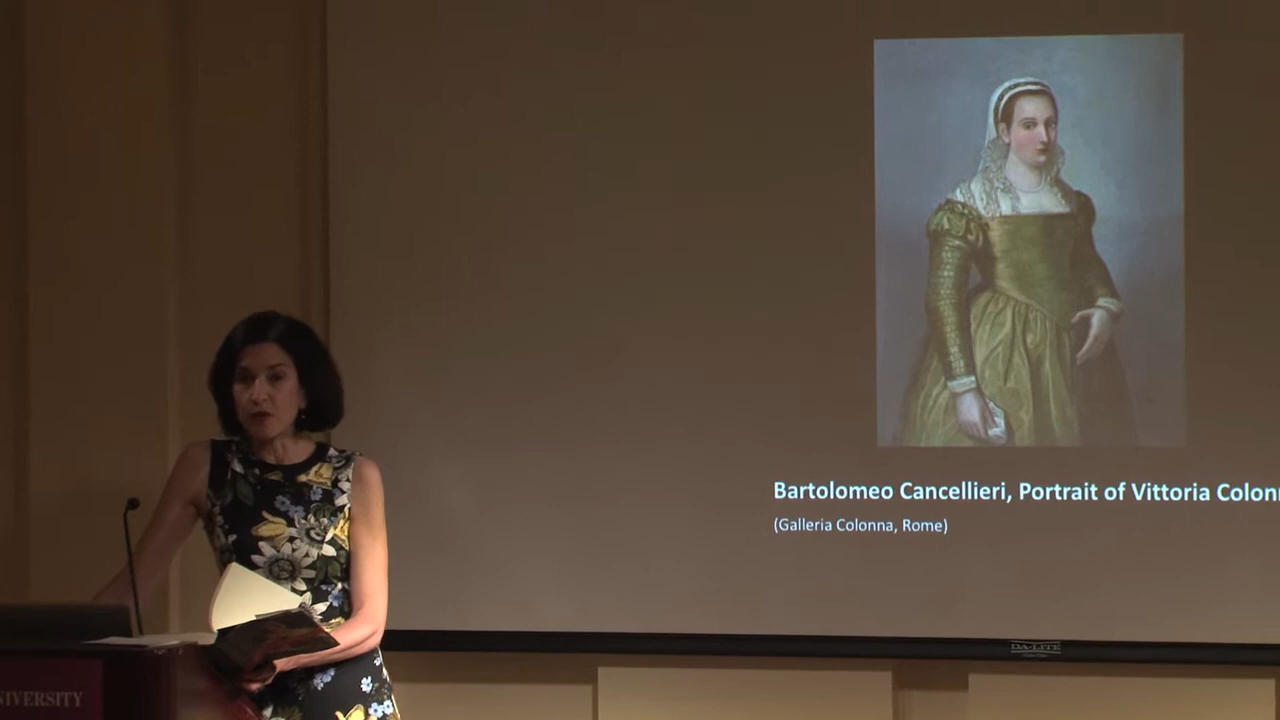 Bartolomeo Cancellieri, Portrait of Vittoria Colon
(Galleria Colonna, Rome)
DA-LITE
NIVERSITY